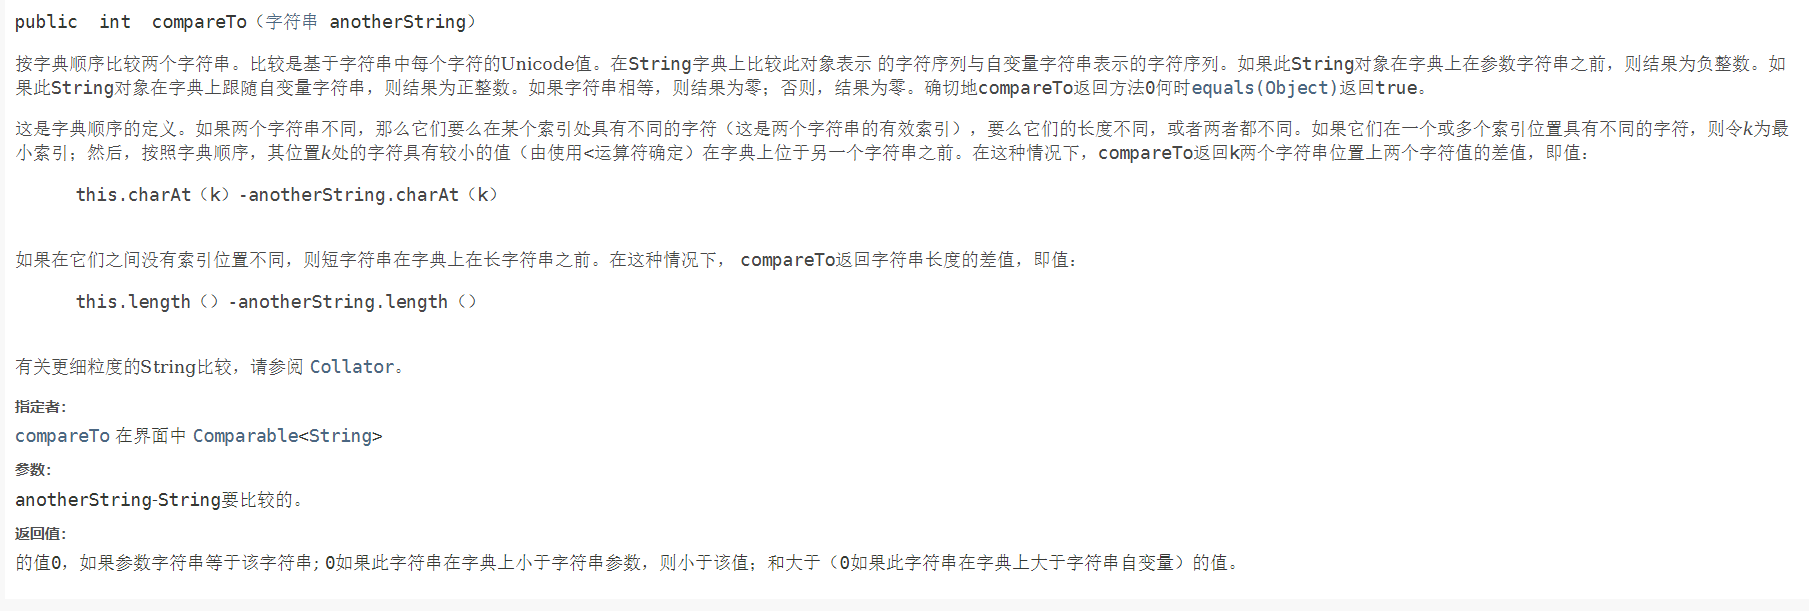 public  int  compareTo（字符串 anotherString）
按字典顺序比较两个字符串。比较是基于字符串中每个字符的Unicode值。在String字典上比较此对象表示 的字符序列与自变量字符串表示的字符序列。如果此String对象在字典上在参数字符串之前，则结果为负整数。如
果此String对象在字典上跟随自变量字符串，则结果为正整数。如果字符串相等，则结果为零；否则，结果为零。确切地compareTo返回方法0何时equals(Object)返回true。
这是字典顺序的定义。如果两个字符串不同，那么它们要么在某个索引处具有不同的字符（这是两个字符串的有效索引），要么它们的长度不同，或者两者都不同。如果它们在一个或多个索引位置具有不同的字符，则令k为最
小索引；然后，按照字典顺序，其位置k处的字符具有较小的值（由使用<运算符确定）在字典上位于另一个字符串之前。在这种情况下，compareTo返回k两个字符串位置上两个字符值的差值，即值：
this.charAt（k）-anotherString.charAt（k）
如果在它们之间没有索引位置不同，则短字符串在字典上在长字符串之前。在这种情况下， compareTo返回字符串长度的差值，即值：
this.length（）-anotherString.length（）
有关更细粒度的String比较，请参阅 Collator。
指定者：
compareTo 在界面中 Comparable<String>
参数：
anotherString-String要比较的。
返回值：
的值0，如果参数字符串等于该字符串; 0如果此字符串在字典上小于字符串参数，则小于该值；和大于（0如果此字符串在字典上大于字符串自变量）的值。